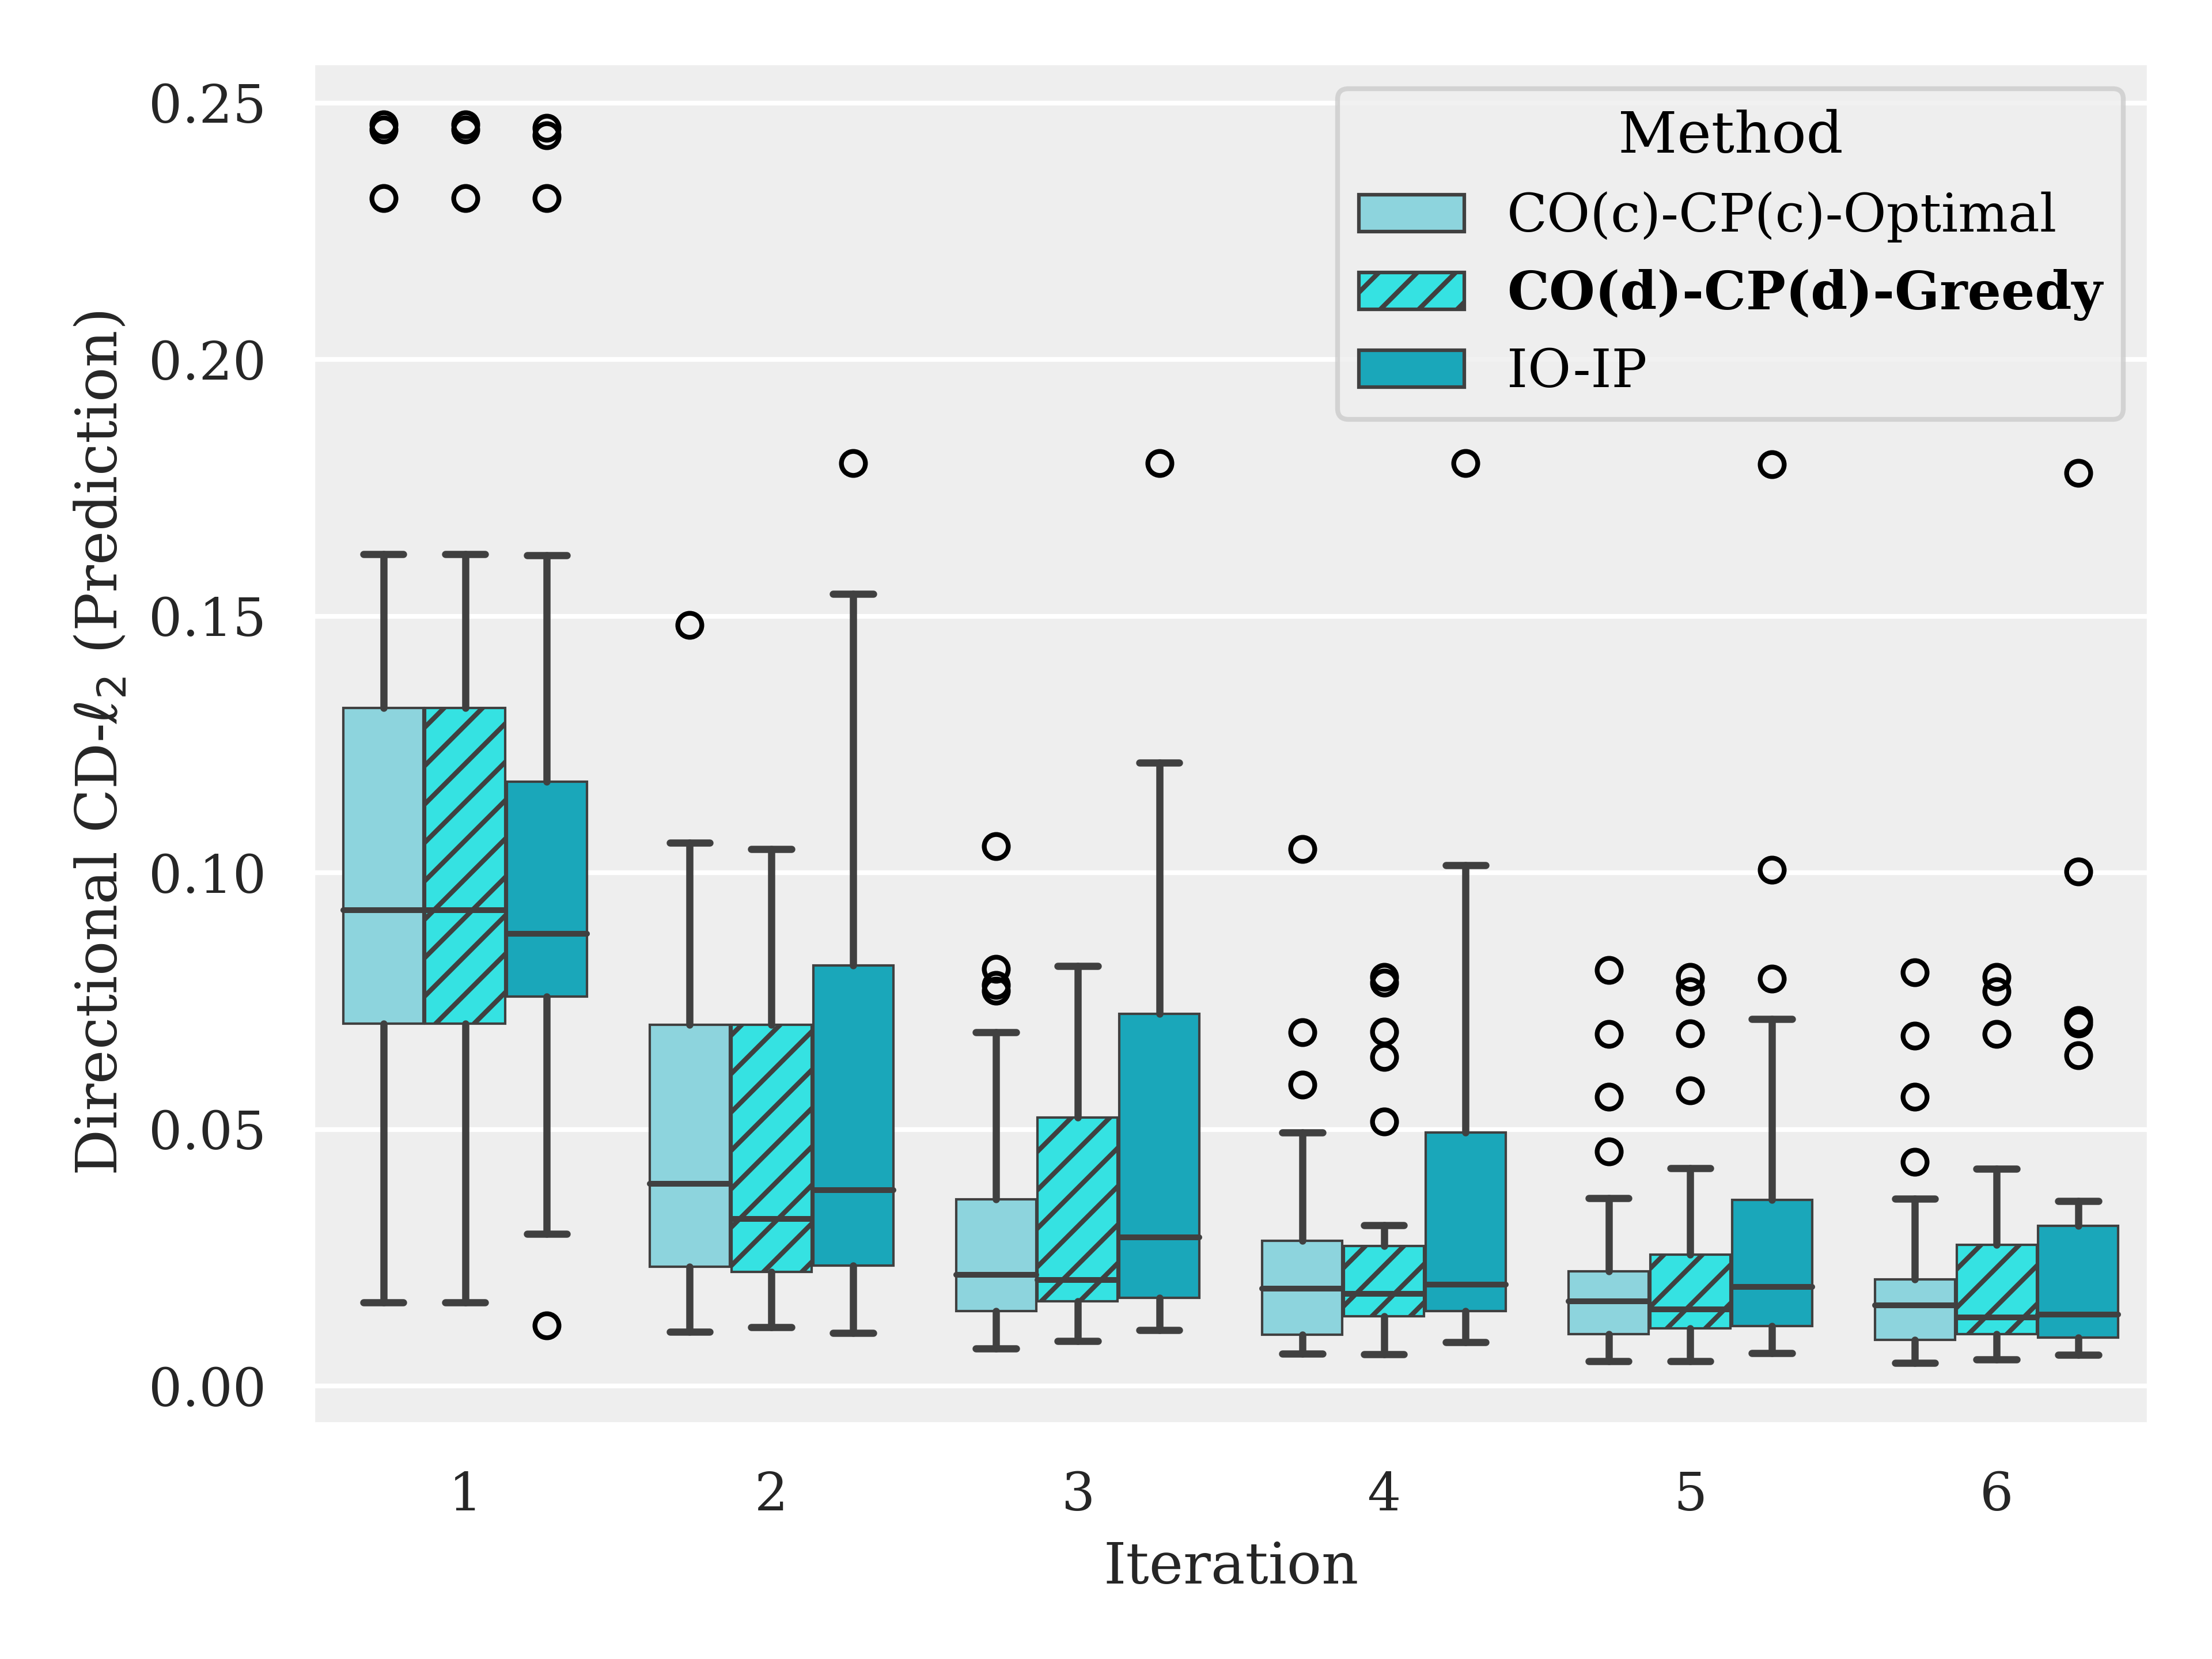 Directional CD-ℓ₂ (Prediction)
0.25
0.20
0.15
0.10
0.05
0.00
Method
CO(c)-CP(c)-Optimal
CO(d)-CP(d)-Greedy
IO-IP
1 2 3 4 5 6
Iteration